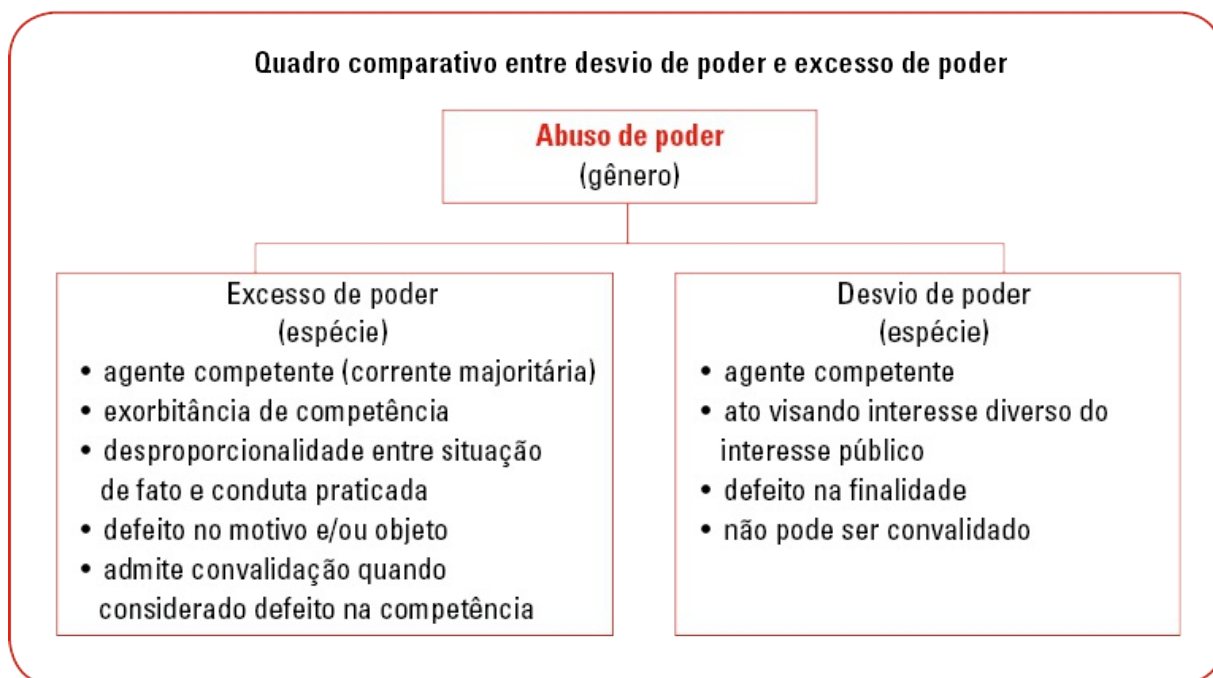 Quadro comparativo entre desvio de poder e excesso de poder
Abuso de poder
(gênero)
Excesso de poder
(espécie)
• agente competente (corrente majoritária)
• exorbitância de competência
• desproporcionalidade entre situação
de fato e conduta praticada
• defeito no motivo e/ou objeto
• admite convalidação quando
considerado defeito na competência
Desvio de poder
(espécie)
• agente competente
• ato visando interesse diverso do
interesse público
• defeito na finalidade
• não pode ser convalidado